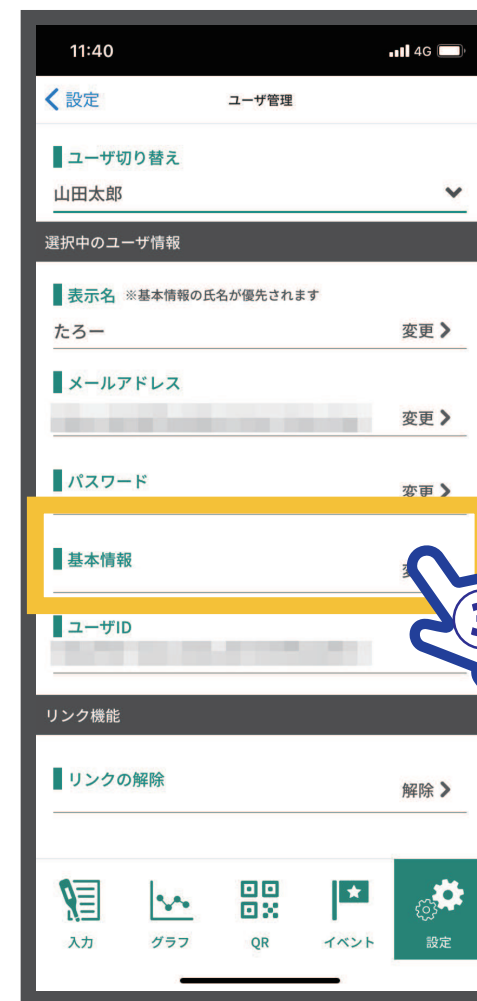 11:40 4G
設定 ユーザ管理
ユーザ切り替え
山田太郎
選択中のユーザ情報
表示名 ※基本情報の氏名が優先されます
たろー 変更
メールアドレス
変更
パスワード
変更
基本情報
ユーザID
リンク機能
リンクの解除
解除
入力 グラフ QR イベント 設定